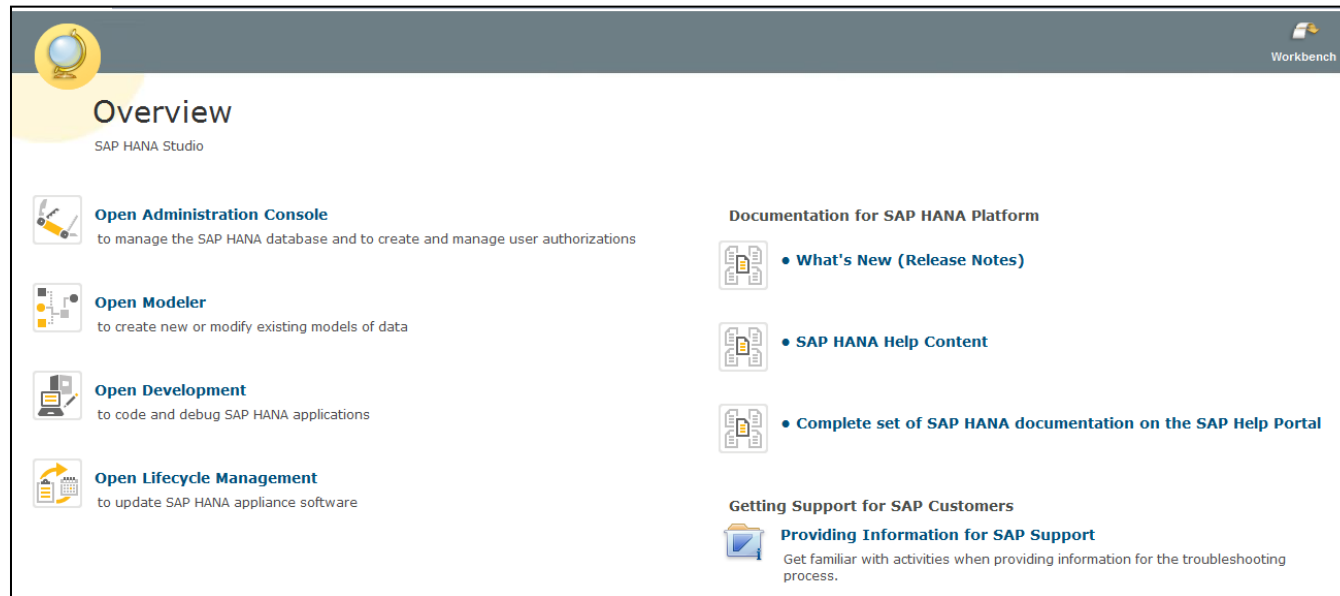 Workbench
Overview
SAP HANA Studio
Open Administration Console
to manage the SAP HANA database and to create and manage user authorizations
Open Modeler
to create new or modify existing models of data
Open Development
to code and debug SAP HANA applications
Open Lifecycle Management
to update SAP HANA appliance software
Documentation for SAP HANA Platform
• What's New (Release Notes)
• SAP HANA Help Content
• Complete set of SAP HANA documentation on the SAP Help Portal
Getting Support for SAP Customers
Providing Information for SAP Support
Get familiar with activities when providing information for the troubleshooting
process.